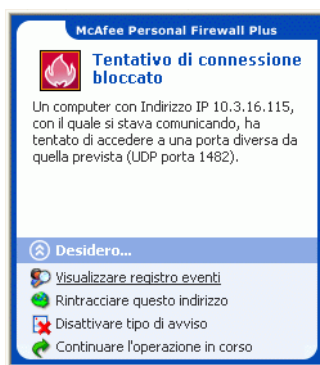 McAfee Personal Firewall Plus
Tentativo di connessione
bloccato
Un computer con Indirizzo IP 10.3.16.115,
con il quale si stava comunicando, ha
tentato di accedere a una porta diversa da
quella prevista (UDP porta 1482).
Desidero...
Visualizzare registro eventi
Rintracciare questo indirizzo
Disattivare tipo di avviso
Continuare l'operazione in corso